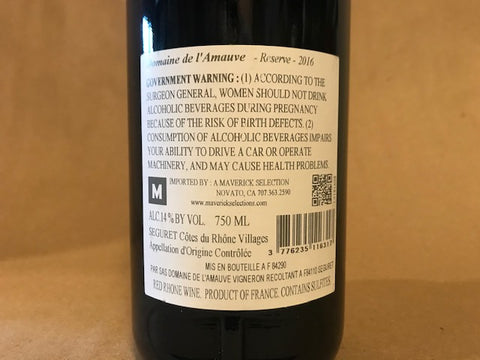 Domaine de l'Amauve - Reserve - 2016
GOVERNMENT WARNING : (1) ACCORDING TO THE
SURGEON GENERAL, WOMEN SHOULD NOT DRINK
ALCOHOLIC BEVERAGES DURING PREGNANCY
BECAUSE OF THE RISK OF BIRTH DEFECTS. (2)
CONSUMPTION OF ALCOHOLIC BEVERAGES IMPAIRS
YOUR ABILITY TO DRIVE A CAR OR OPERATE
MACHINERY, AND MAY CAUSE HEALTH PROBLEMS.
M
IMPORTED BY : A MAVERICK SELECTION
NOVATO, CA 707.363.2590
www.maverickselections.com
ALC.14 % BY VOL. 750 ML
SEGURET Côtes du Rhône Villages
Appellation d'Origine Contrôlée
MIS EN BOUTEILLE A F 84290
PAR SAS DOMAINE DE L'AMAUVE VIGNERON RECOLTANT A F84110 SEGURET
RED RHONE WINE. PRODUCT OF FRANCE. CONTAINS SULFITES.